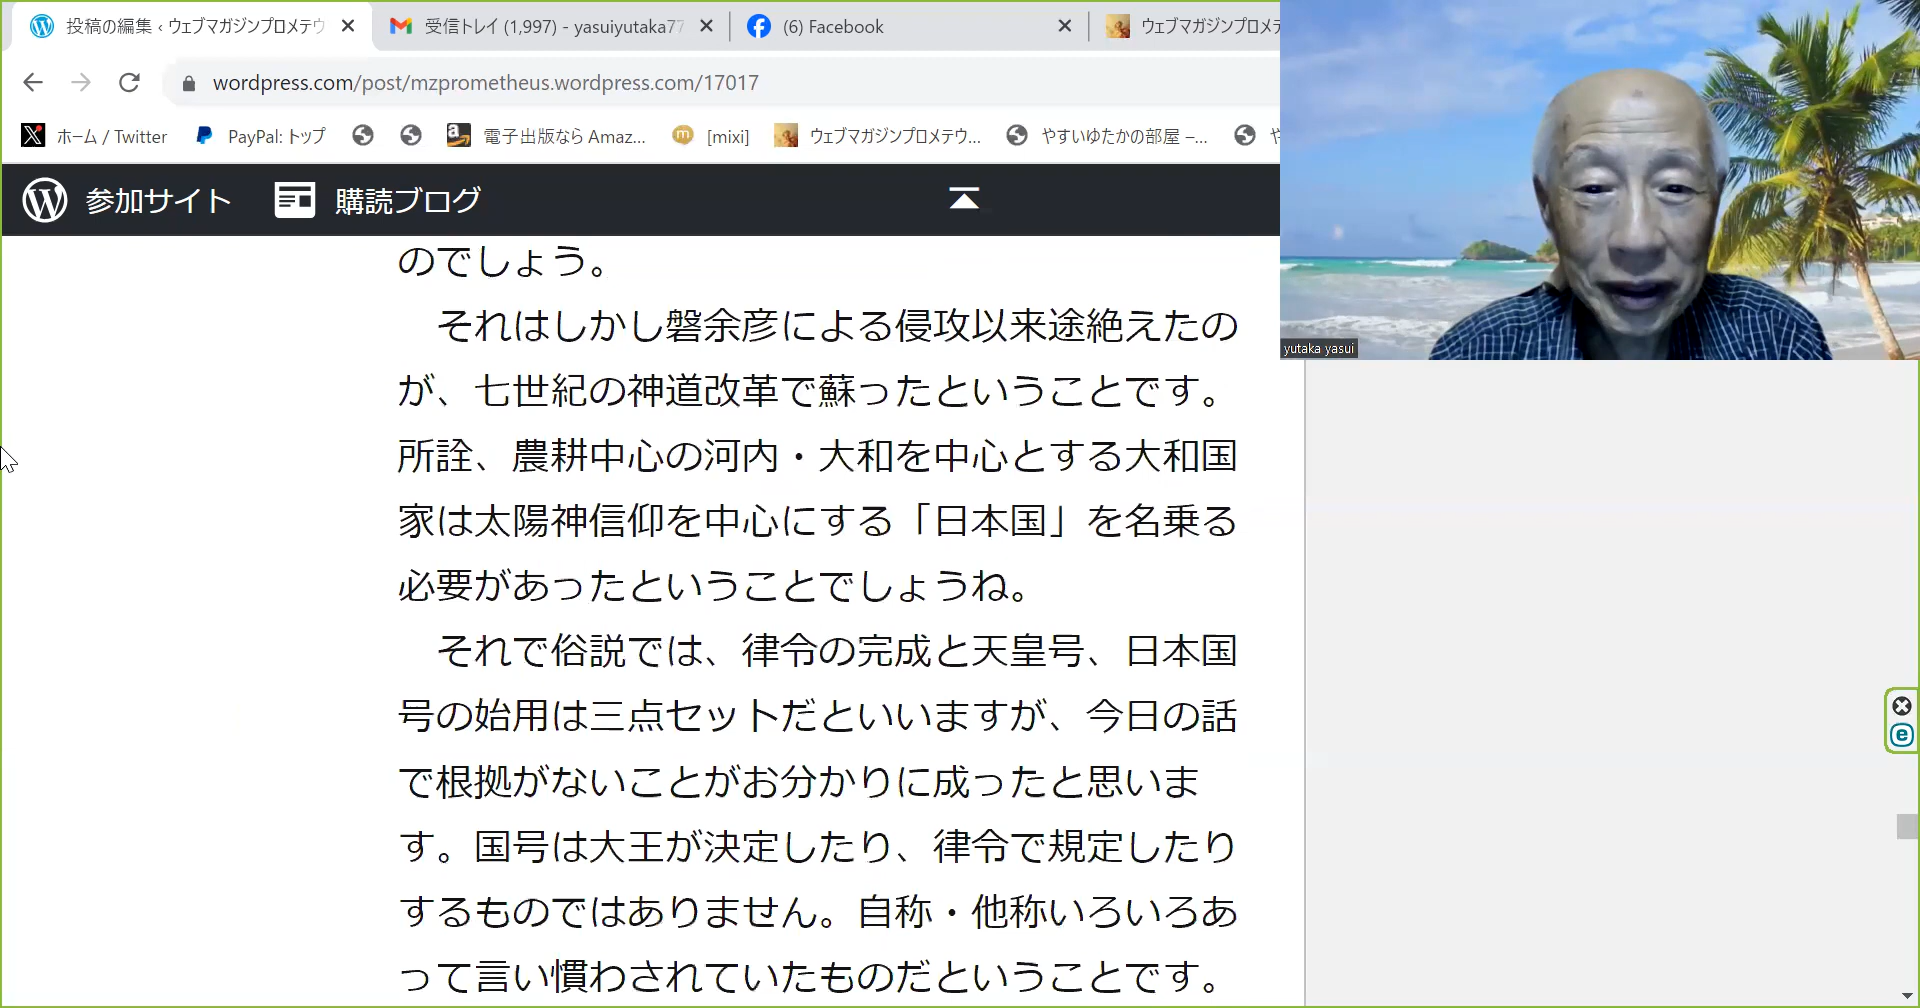 投稿の編集 ‹ ウェブマガジンプロメテウ
受信トレイ (1,997) - yasuiyutaka77
(6) Facebook
ウェブマガジンプロメ
wordpress.com/post/mzprometheus.wordpress.com/17017
ホーム / Twitter
PayPal: トップ
電子出版なら Amaz...
[mixi]
ウェブマガジンプロメテウ...
やすいゆたかの部屋 –...
参加サイト
購読ブログ
yutaka yasui
のでしょう。
それはしかし磐余彦による侵攻以来途絶えたの
が、七世紀の神道改革で蘇ったということです。
所詮、農耕中心の河内・大和を中心とする大和国
家は太陽神信仰を中心にする「日本国」を名乗る
必要があったということでしょうね。
それで俗説では、律令の完成と天皇号、日本国
号の始用は三点セットだといいますが、今日の話
で根拠がないことがお分かりに成ったと思いま
す。国号は大王が決定したり、律令で規定したり
するものではありません。自称・他称いろいろあ
って言い慣わされていたものだということです。